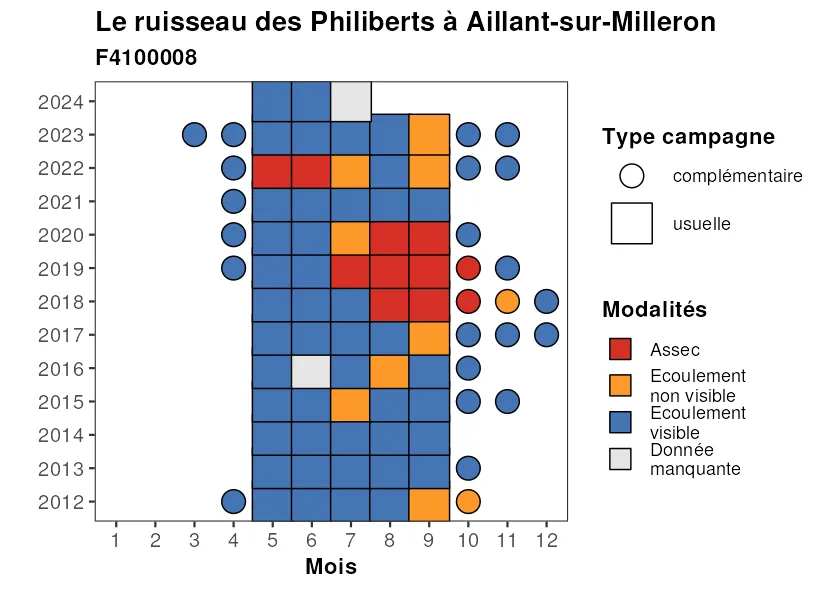 Le ruisseau des Philiberts à Aillant-sur-Milleron
F4100008
2024
2023
2022
2021
2020
2019
2018
2017
2016
2015
2014
2013
2012
1 2 3 4 5 6 7 8 9 10 11 12
Mois
Type campagne
complémentaire
usuelle
Modalités
Assec
Ecoulement
non visible
Ecoulement
visible
Donnée
manquante